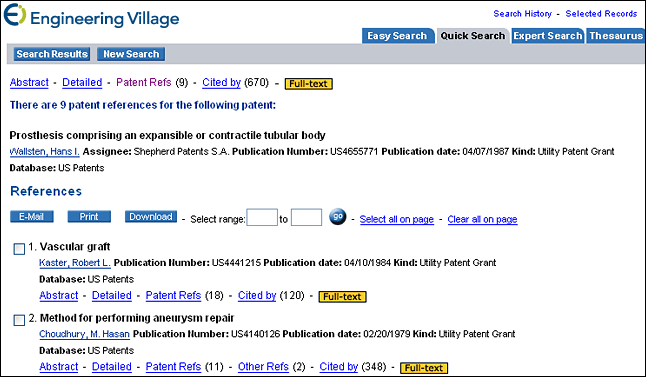 Engineering Village
Search History - Selected Records
Easy Search Quick Search Expert Search Thesaurus
Search Results New Search
Abstract - Detailed - Patent Refs (9) - Cited by (670) - Full-text
There are 9 patent references for the following patent:
Prosthesis comprising an expansible or contractile tubular body
Wallsten, Hans I. Assignee: Shepherd Patents S.A. Publication Number: US4655771 Publication date: 04/07/1987 Kind: Utility Patent Grant
Database: US Patents
References
E-Mail Print Download - Select range: to go - Select all on page - Clear all on page
1. Vascular graft
Kaster, Robert L. Publication Number: US4441215 Publication date: 04/10/1984 Kind: Utility Patent Grant
Database: US Patents
Abstract - Detailed - Patent Refs (18) - Cited by (120) - Full-text
2. Method for performing aneurysm repair
Choudhury, M. Hasan Publication Number: US4140126 Publication date: 02/20/1979 Kind: Utility Patent Grant
Database: US Patents
Abstract - Detailed - Patent Refs (11) - Other Refs (2) - Cited by (348) - Full-text